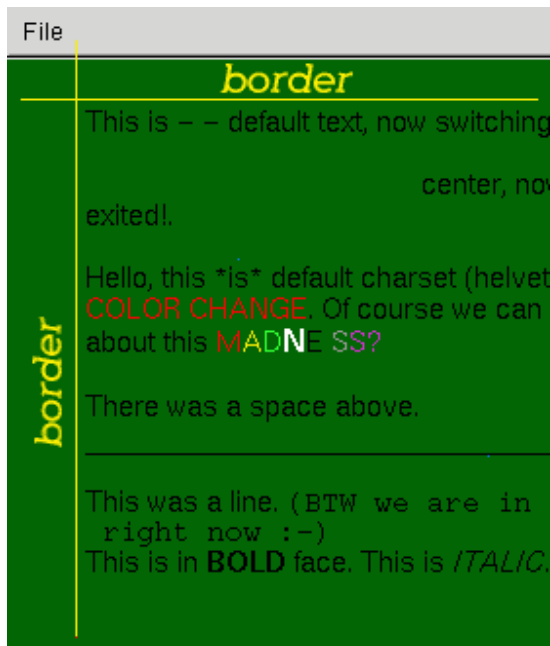 File
border
This is - - default text, now switching
center, now
exited!.
Hello, this *is* default charset (helvet
COLOR CHANGE. Of course we can
about this MADNE SS?
border
There was a space above.
This was a line. (BTW we are in
right now :-)
This is in BOLD face. This is ITALIC.